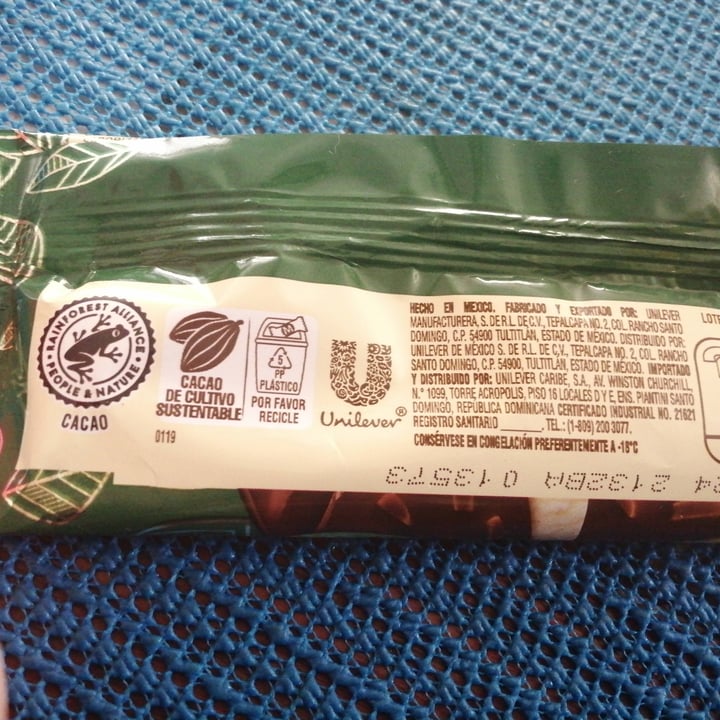 RAINFOREST ALLIANCE
PEOPLE & NATURE
CACAO
CACAO
DE CULTIVO
SUSTENTABLE
5
PP
PLÁSTICO
POR FAVOR
RECICLE
0119
Unilever®
HECHO EN MÉXICO. FABRICADO Y EXPORTADO POR: UNILEVER
MANUFACTURERA, S. DE R.L. DE C.V., TEPALCAPA NO. 2, COL. RANCHO SANTO
DOMINGO, C.P. 54900 TULTITLÁN, ESTADO DE MÉXICO. DISTRIBUIDO POR:
UNILEVER DE MÉXICO S. DE R.L. DE C.V., TEPALCAPA NO. 2, COL. RANCHO
SANTO DOMINGO, C.P. 54900, TULTITLÁN, ESTADO DE MÉXICO. IMPORTADO
Y DISTRIBUIDO POR: UNILEVER CARIBE, S.A., AV. WINSTON CHURCHILL,
N.° 1099, TORRE ACROPOLIS, PISO 16 LOCALES D Y E, ENS. PIANTINI SANTO
DOMINGO, REPUBLICA DOMINICANA CERTIFICADO INDUSTRIAL NO. 21621
REGISTRO SANITARIO ______, TEL.: (1-809) 200 3077.
CONSÉRVESE EN CONGELACIÓN PREFERENTEMENTE A -18°C
LOTE
24 2132BA 013573